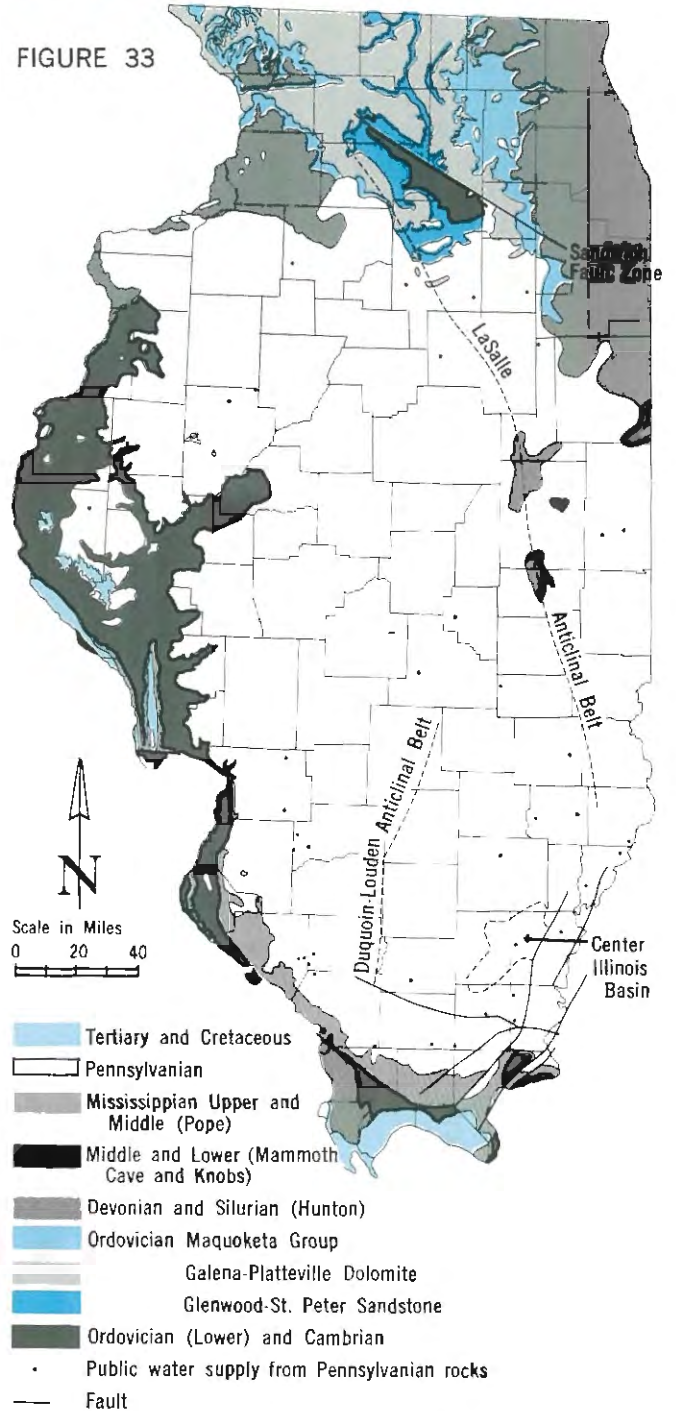 FIGURE 33
Sandwich
Fault Zone
LaSalle
Anticlinal Belt
Duquoin-Louden Anticlinal Belt
N
Scale in Miles
0 20 40
Center
Illinois
Basin
Tertiary and Cretaceous
Pennsylvanian
Mississippian Upper and
Middle (Pope)
Middle and Lower (Mammoth
Cave and Knobs)
Devonian and Silurian (Hunton)
Ordovician Maquoketa Group
Galena-Platteville Dolomite
Glenwood-St. Peter Sandstone
Ordovician (Lower) and Cambrian
Public water supply from Pennsylvanian rocks
Fault